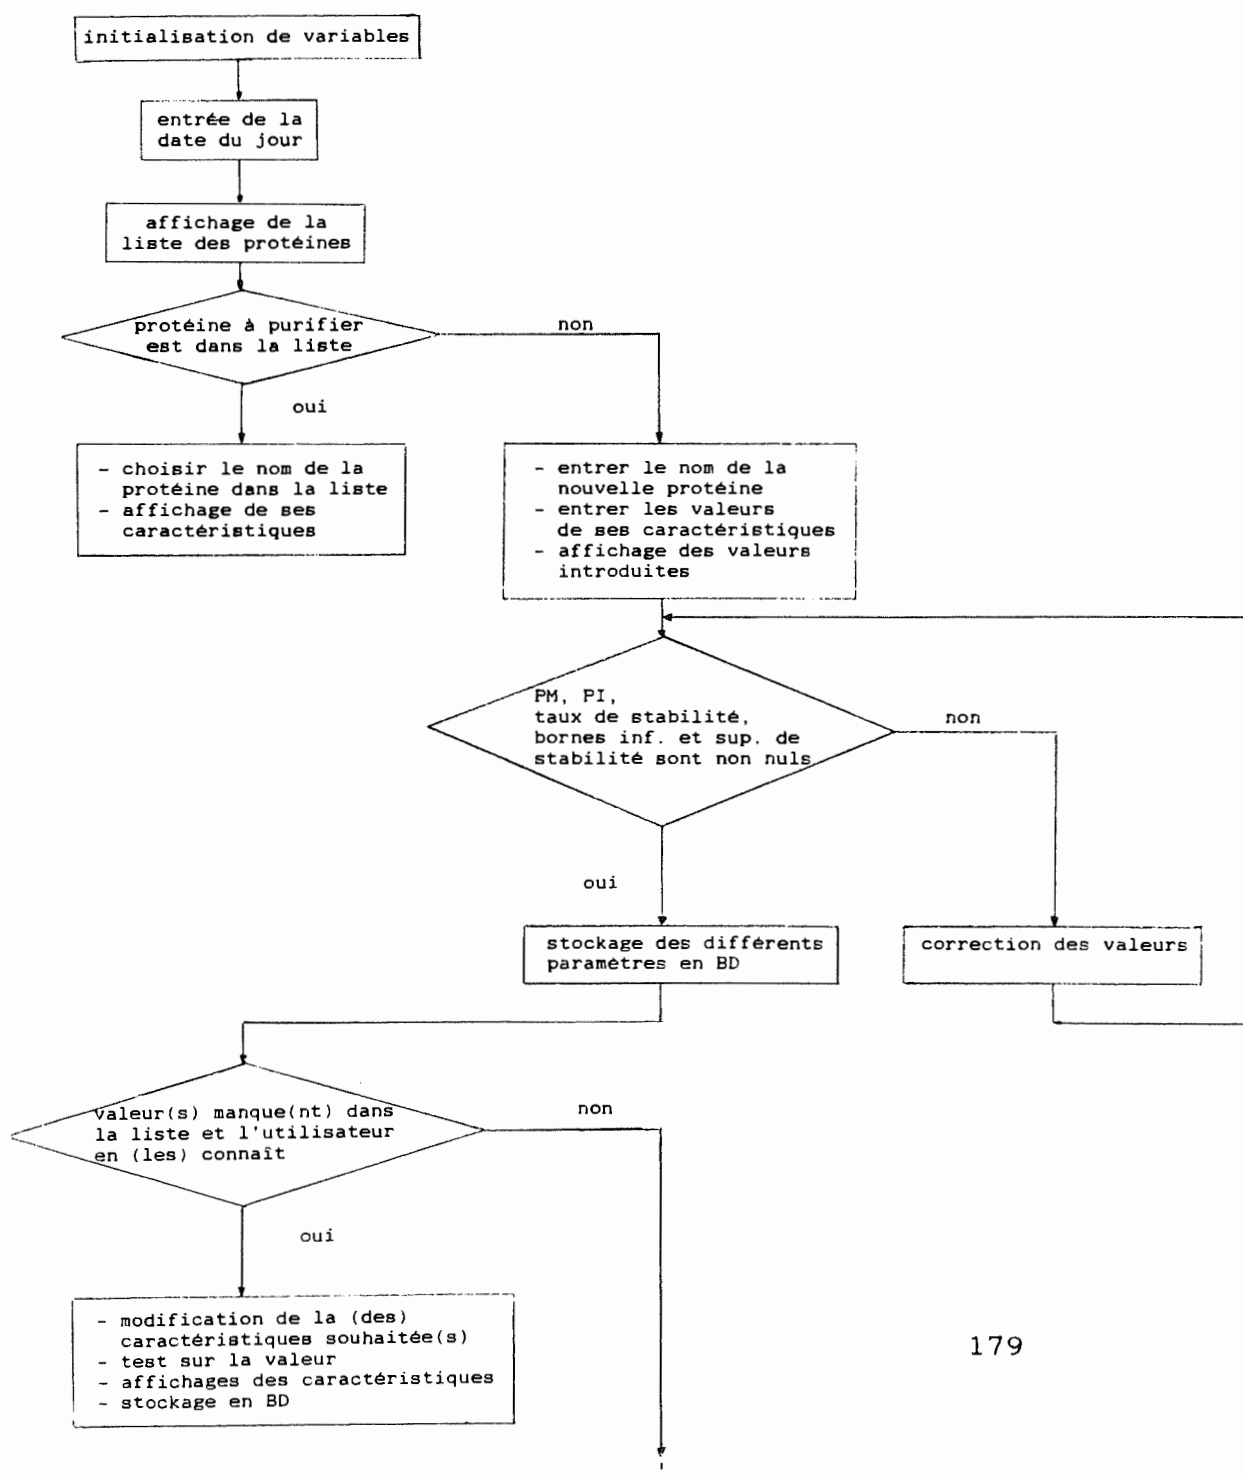 initialisation de variables
entrée de la
date du jour
affichage de la
liste des protéines
protéine à purifier
est dans la liste
non
oui
- choisir le nom de la
protéine dans la liste
- affichage de ses
caractéristiques
- entrer le nom de la
nouvelle protéine
- entrer les valeurs
de ses caractéristiques
- affichage des valeurs
introduites
PM, PI,
taux de stabilité,
bornes inf. et sup. de
stabilité sont non nuls
non
oui
stockage des différents
paramètres en BD
correction des valeurs
valeur(s) manque(nt) dans
la liste et l'utilisateur
en (les) connaît
non
oui
- modification de la (des)
caractéristiques souhaitée(s)
- test sur la valeur
- affichages des caractéristiques
- stockage en BD
179